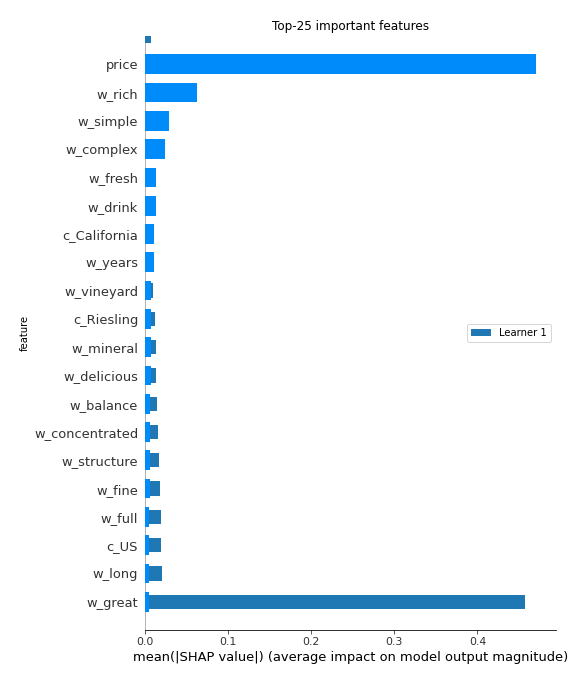 Top-25 important features
price
w_rich
w_simple
w_complex
w_fresh
w_drink
c_California
w_years
w_vineyard
c_Riesling
w_mineral
w_delicious
w_balance
w_concentrated
w_structure
w_fine
w_full
c_US
w_long
w_great
feature
Learner 1
0.0 0.1 0.2 0.3 0.4
mean(|SHAP value|) (average impact on model output magnitude)